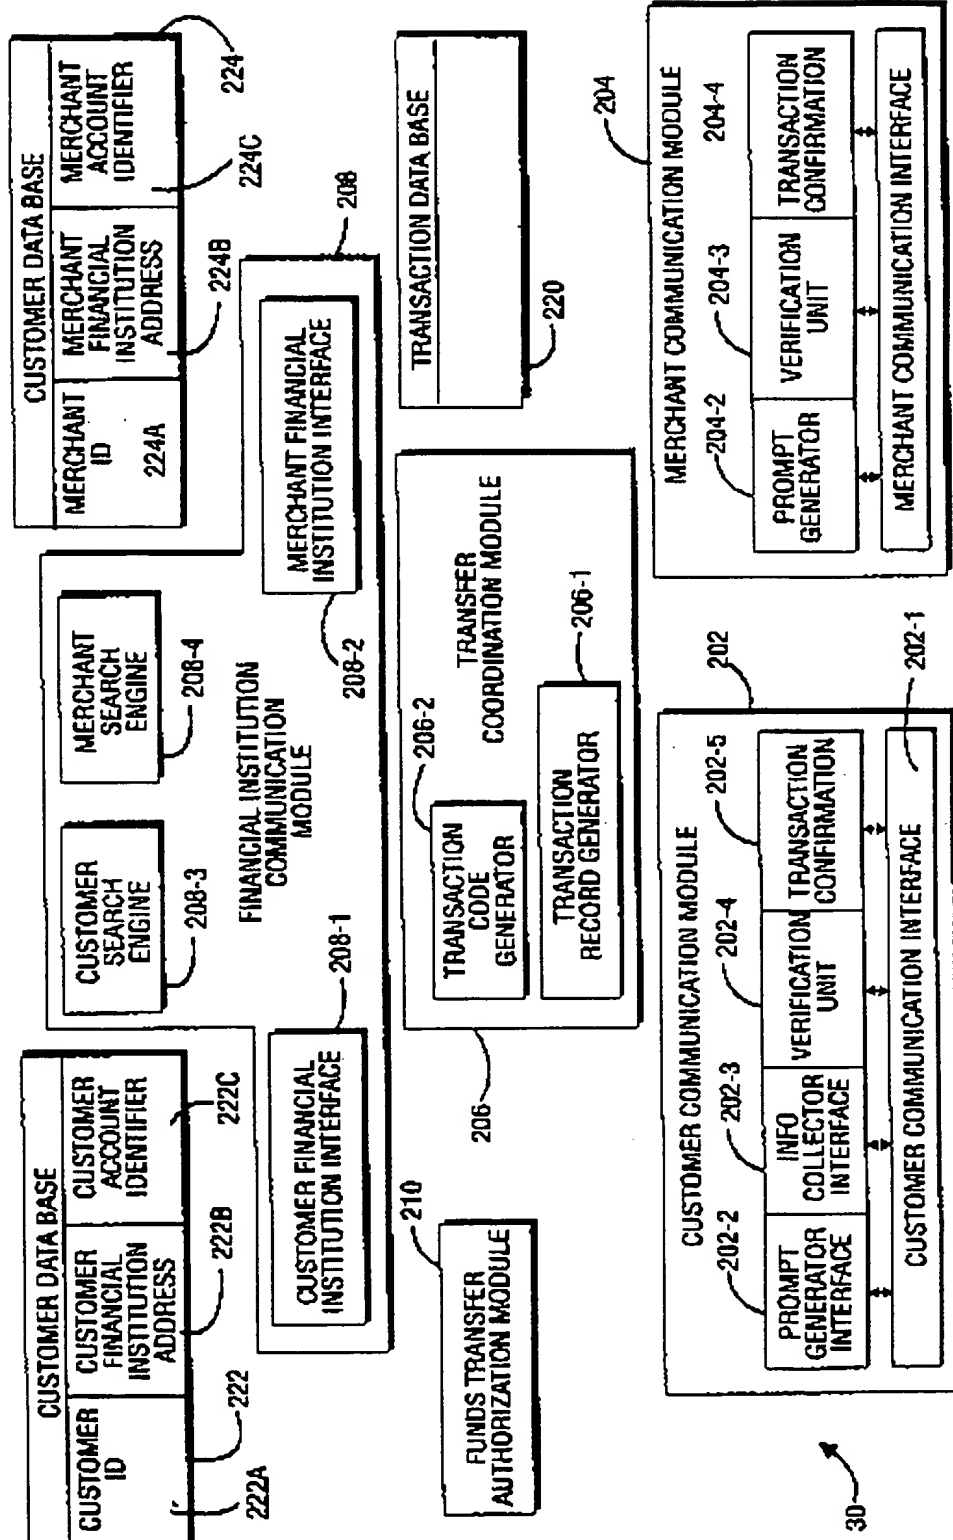 CUSTOMER DATA BASE
CUSTOMER
ID
CUSTOMER
FINANCIAL
INSTITUTION
ADDRESS
CUSTOMER
ACCOUNT
IDENTIFIER
222A
222
222B
222C
CUSTOMER
SEARCH
ENGINE
208-3
MERCHANT
SEARCH
ENGINE
208-4
CUSTOMER DATA BASE
MERCHANT
ID
224A
MERCHANT
FINANCIAL
INSTITUTION
ADDRESS
224B
MERCHANT
ACCOUNT
IDENTIFIER
224C
224
FINANCIAL INSTITUTION
COMMUNICATION
MODULE
CUSTOMER FINANCIAL
INSTITUTION INTERFACE
208-1
MERCHANT FINANCIAL
INSTITUTION INTERFACE
208-2
208
FUNDS TRANSFER
AUTHORIZATION MODULE
210
206
TRANSACTION
CODE
GENERATOR
206-2
TRANSFER
COORDINATION MODULE
TRANSACTION
RECORD GENERATOR
206-1
TRANSACTION DATA BASE
220
30
CUSTOMER COMMUNICATION MODULE
202
202-2
202-3
202-4
202-5
PROMPT
GENERATOR
INTERFACE
INFO
COLLECTOR
INTERFACE
VERIFICATION
UNIT
TRANSACTION
CONFIRMATION
CUSTOMER COMMUNICATION INTERFACE
202-1
MERCHANT COMMUNICATION MODULE
204
204-2
204-3
204-4
PROMPT
GENERATOR
VERIFICATION
UNIT
TRANSACTION
CONFIRMATION
MERCHANT COMMUNICATION INTERFACE